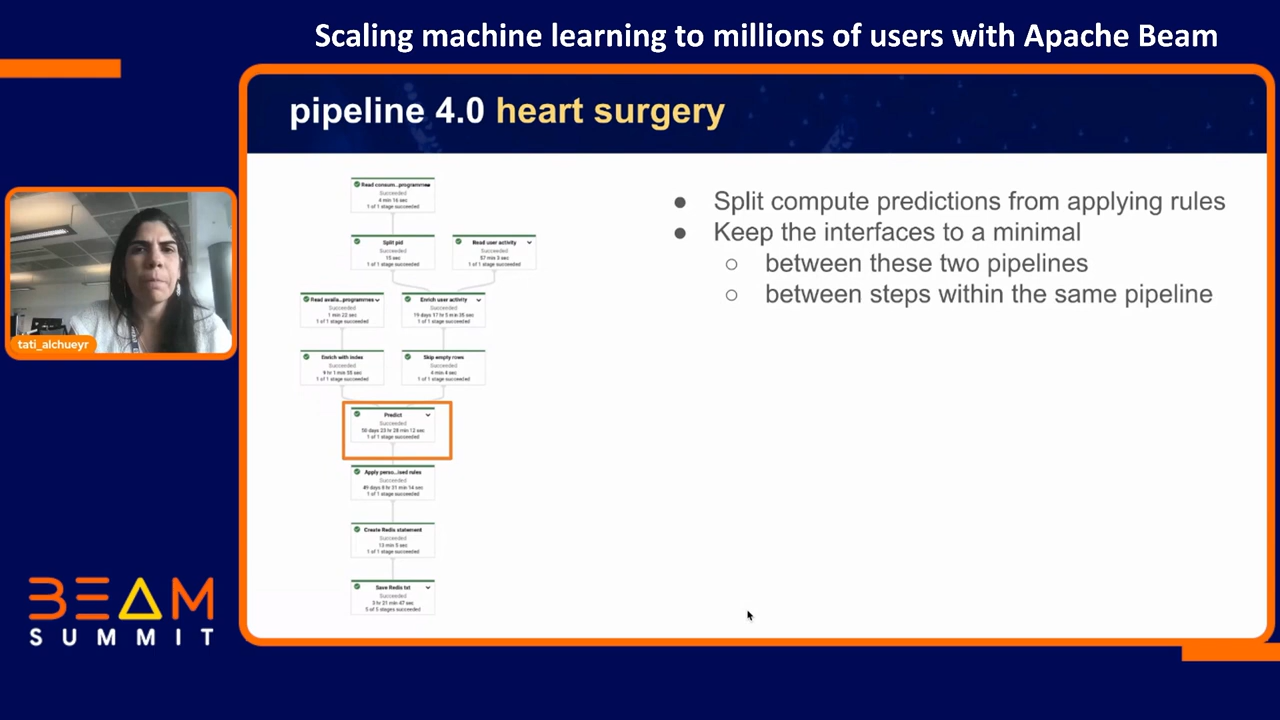 Scaling machine learning to millions of users with Apache Beam
pipeline 4.0 heart surgery
Read consum...programmes
Succeeded
4 min 16 sec
1 of 1 stage succeeded
Split pid
Succeeded
15 sec
1 of 1 stage succeeded
Read user activity
Succeeded
57 min 3 sec
1 of 1 stage succeeded
Read availa...programmes
Succeeded
1 min 22 sec
1 of 1 stage succeeded
Enrich user activity
Succeeded
19 days 17 hr 5 min 35 sec
1 of 1 stage succeeded
Enrich with index
Succeeded
9 hr 1 min 55 sec
1 of 1 stage succeeded
Skip empty rows
Succeeded
4 min 4 sec
1 of 1 stage succeeded
Predict
Succeeded
50 days 23 hr 28 min 12 sec
1 of 1 stage succeeded
Apply perso...ised rules
Succeeded
49 days 8 hr 31 min 14 sec
1 of 1 stage succeeded
Create Redis statement
Succeeded
13 min 5 sec
1 of 1 stage succeeded
Save Redis txt
Succeeded
3 hr 21 min 47 sec
5 of 5 stages succeeded
● Split compute predictions from applying rules
● Keep the interfaces to a minimal
○ between these two pipelines
○ between steps within the same pipeline
tati_alchueyr
BEAM
SUMMIT